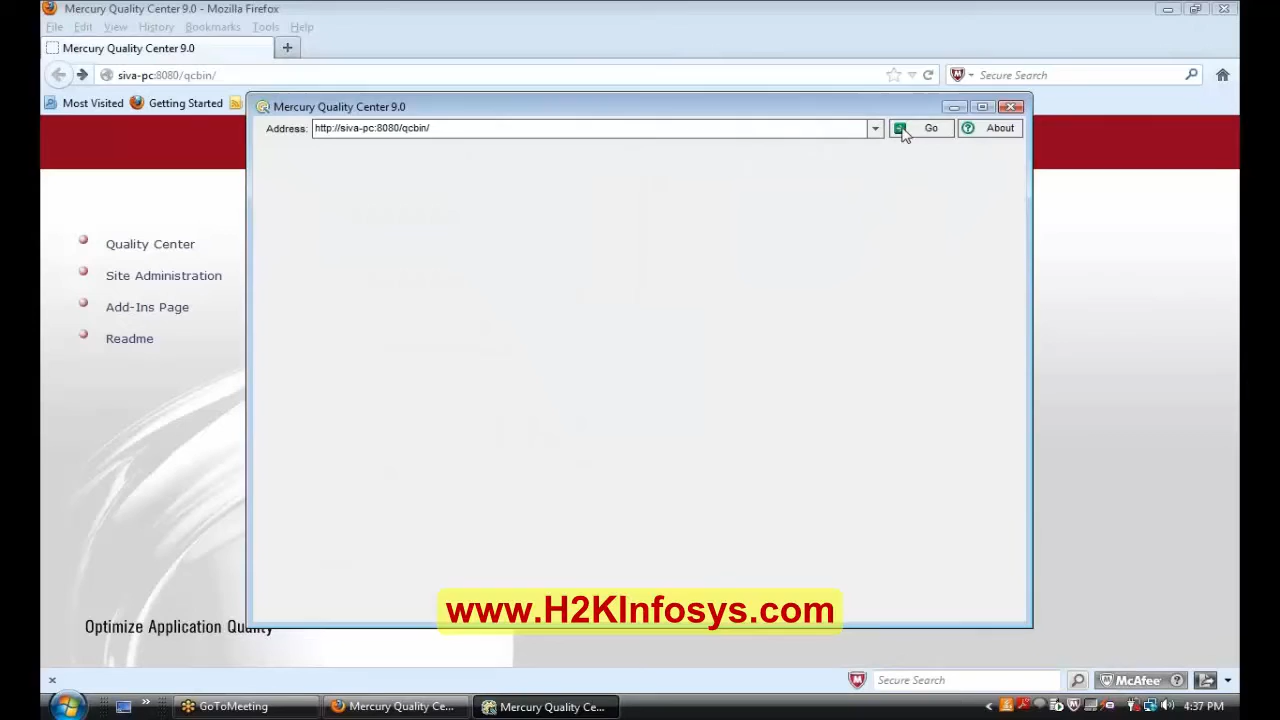 Mercury Quality Center 9.0 - Mozilla Firefox
File Edit View History Bookmarks Tools Help
Mercury Quality Center 9.0
siva-pc:8080/qcbin/
Secure Search
Most Visited Getting Started
Mercury Quality Center 9.0
Address: http://siva-pc:8080/qcbin/ Go About
Quality Center
Site Administration
Add-Ins Page
Readme
www.H2KInfosys.com
Optimize Application Quality
Secure Search McAfee
GoToMeeting Mercury Quality Ce... Mercury Quality Ce... 4:37 PM